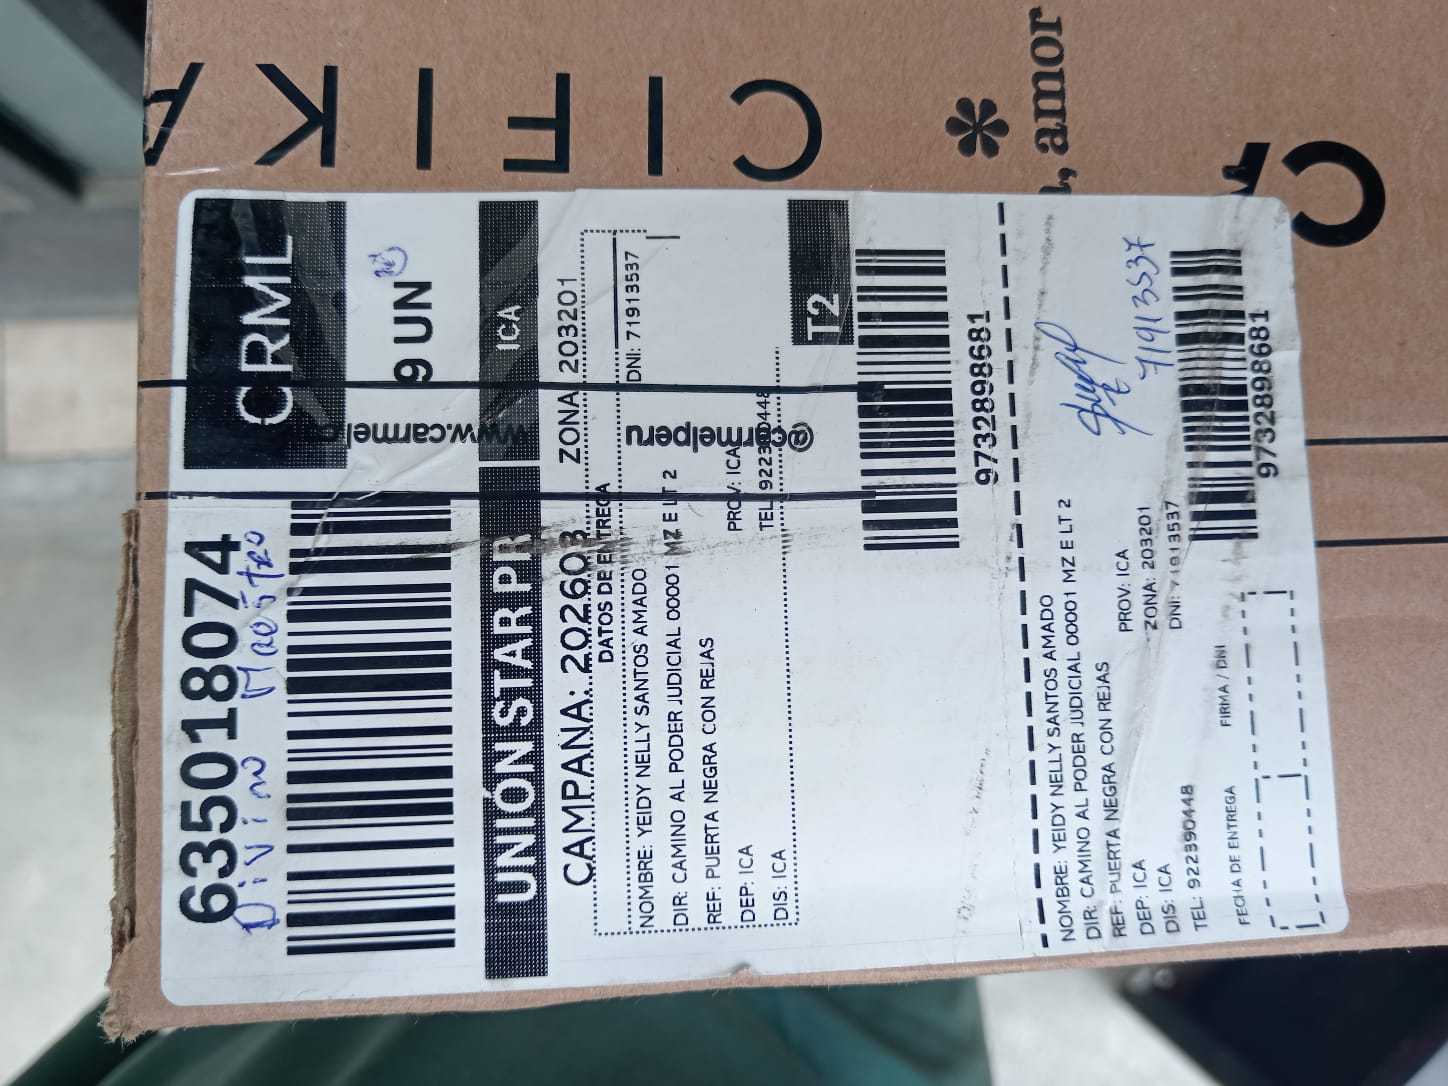 CIFIKA
*
, amor
C
635018074
CRML
Divino Maestro
9 UN
www.carmel
UNIÓN STAR PR
ICA
CAMPAÑA: 202603
ZONA: 203201
DATOS DE ENTREGA
NOMBRE: YEIDY NELLY SANTOS AMADO
DNI: 71913537
DIR: CAMINO AL PODER JUDICIAL 00001 MZ E LT 2
REF: PUERTA NEGRA CON REJAS
DEP: ICA
PROV: ICA
DIS: ICA
TEL: 922390448
@carmelperu
T2
9732898681
NOMBRE: YEIDY NELLY SANTOS AMADO
DIR: CAMINO AL PODER JUDICIAL 00001 MZ E LT 2
REF: PUERTA NEGRA CON REJAS
DEP: ICA
PROV: ICA
DIS: ICA
ZONA: 203201
TEL: 922390448
DNI: 71913537
71913537
FECHA DE ENTREGA
FIRMA / DNI
9732898681